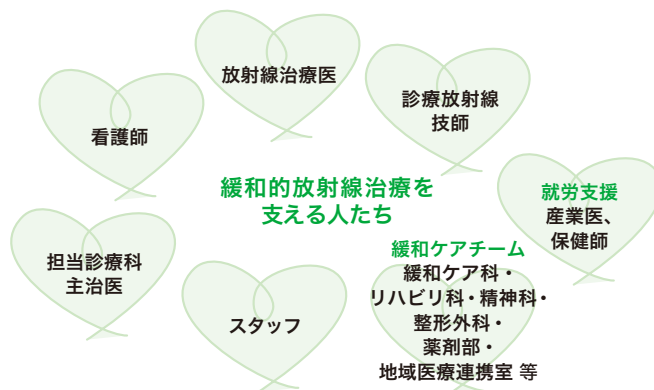 放射線治療医
診療放射線
技師
看護師
緩和的放射線治療を
支える人たち
就労支援
産業医、
保健師
担当診療科
主治医
スタッフ
緩和ケアチーム
緩和ケア科・
リハビリ科・精神科・
整形外科・
薬剤部・
地域医療連携室 等